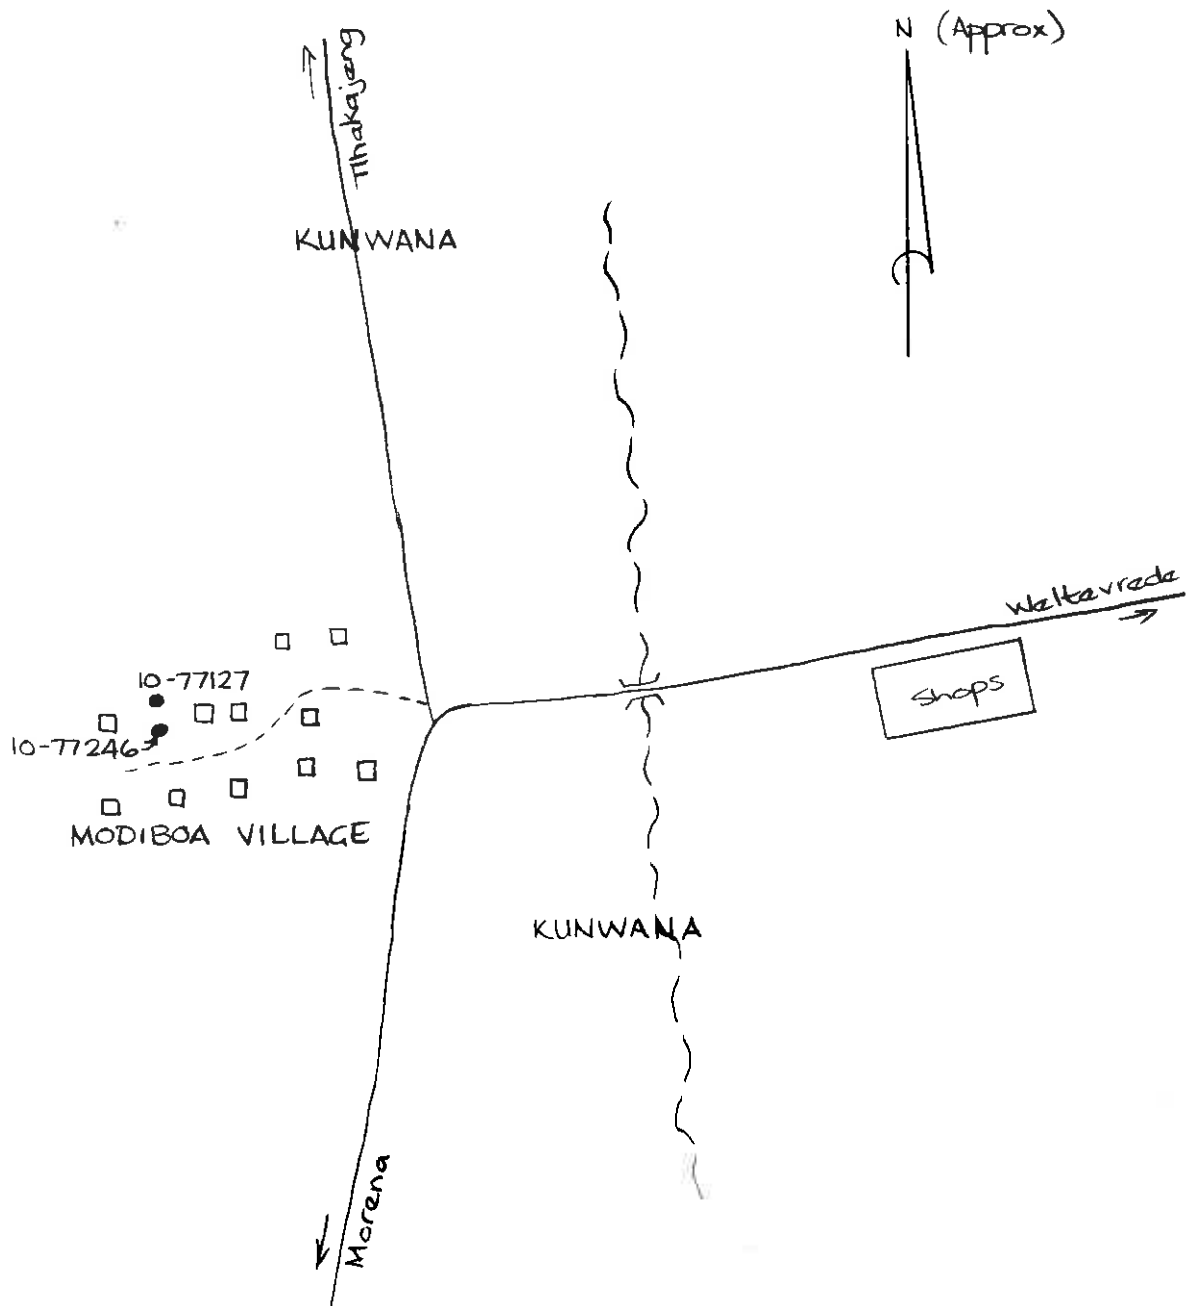 N (Approx)
Tlhakajeng
KUNWANA
Weltevrede
Shops
10-77127
10-77246
MODIBOA VILLAGE
KUNWANA
Morena